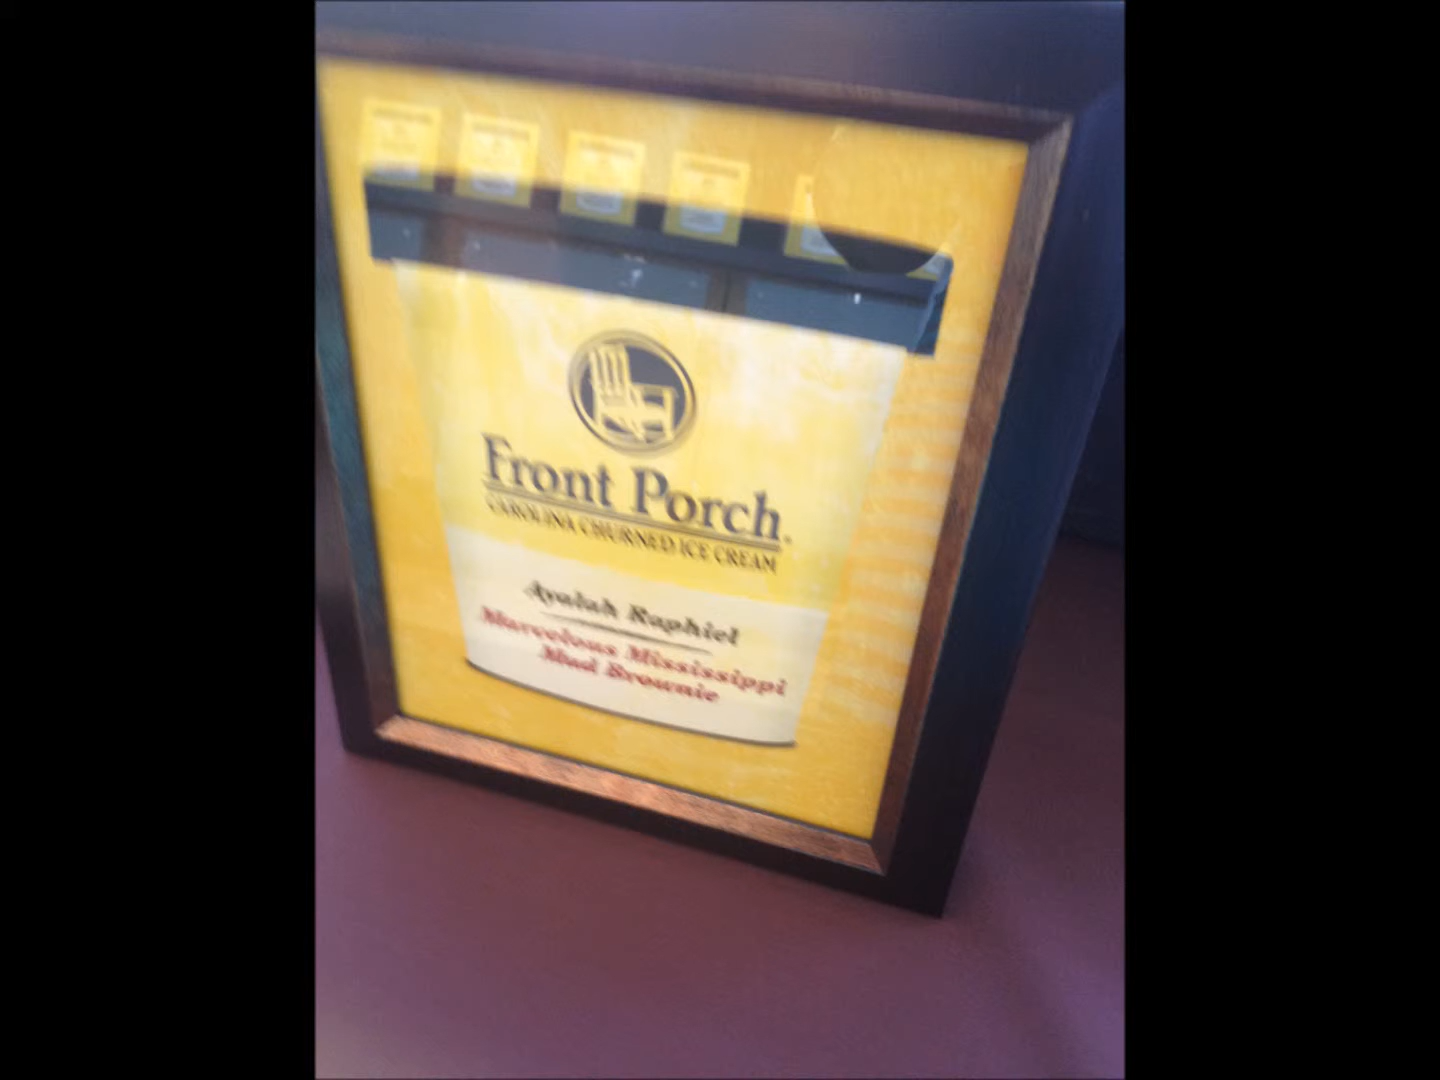 Front Porch
CAROLINA CHURNED ICE CREAM
Ayalah Raphiel
Marvelous Mississippi
Mud Brownie